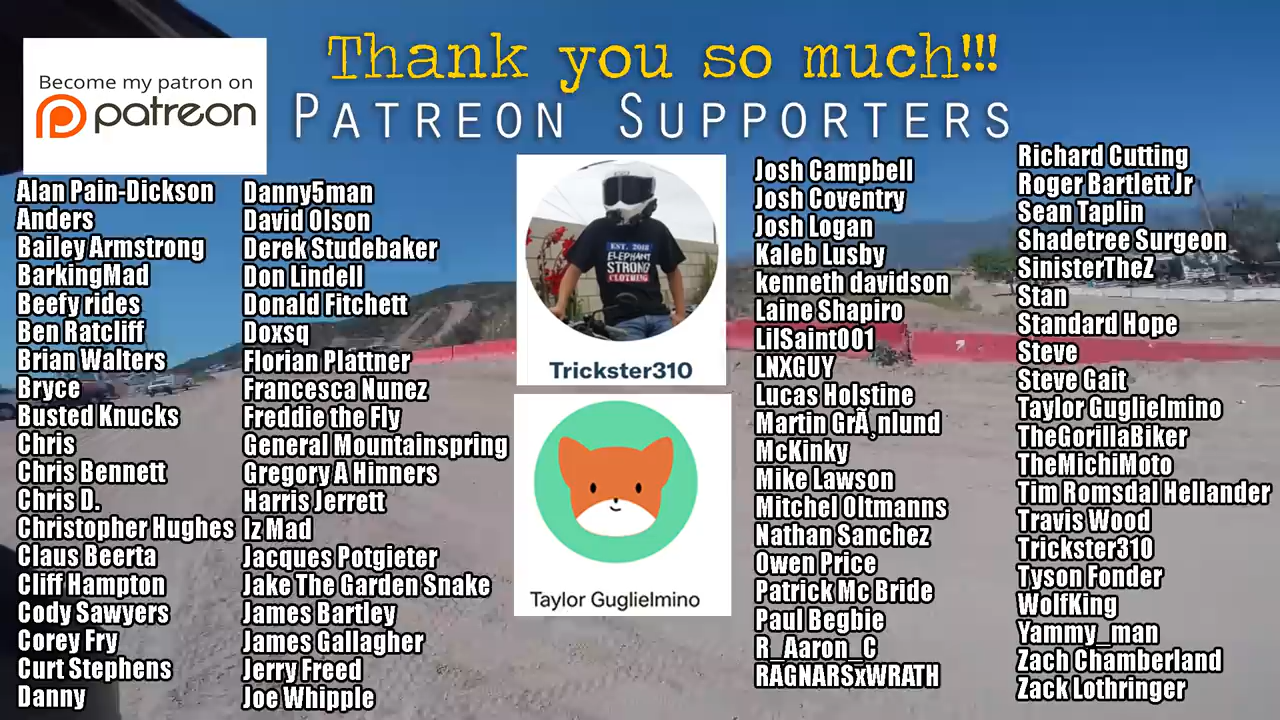 Become my patron on
patreon
Thank you so much!!!
PATREON SUPPORTERS
Alan Pain-Dickson
Anders
Bailey Armstrong
BarkingMad
Beefy rides
Ben Ratcliff
Brian Walters
Bryce
Busted Knucks
Chris
Chris Bennett
Chris D.
Christopher Hughes
Claus Beerta
Cliff Hampton
Cody Sawyers
Corey Fry
Curt Stephens
Danny
Danny5man
David Olson
Derek Studebaker
Don Lindell
Donald Fitchett
Doxsq
Florian Plattner
Francesca Nunez
Freddie the Fly
General Mountainspring
Gregory A Hinners
Harris Jerrett
Iz Mad
Jacques Potgieter
Jake The Garden Snake
James Bartley
James Gallagher
Jerry Freed
Joe Whipple
EST. 2018
ELEPHANT
STRONG
CLOTHING
Trickster310
Taylor Guglielmino
Josh Campbell
Josh Coventry
Josh Logan
Kaleb Lusby
kenneth davidson
Laine Shapiro
LilSaint001
LNXGUY
Lucas Holstine
Martin GrÃ¸nlund
McKinky
Mike Lawson
Mitchel Oltmanns
Nathan Sanchez
Owen Price
Patrick Mc Bride
Paul Begbie
R_Aaron_C
RAGNARSxWRATH
Richard Cutting
Roger Bartlett Jr
Sean Taplin
Shadetree Surgeon
SinisterTheZ
Stan
Standard Hope
Steve
Steve Gait
Taylor Guglielmino
TheGorillaBiker
TheMichiMoto
Tim Romsdal Hellander
Travis Wood
Trickster310
Tyson Fonder
WolfKing
Yammy_man
Zach Chamberland
Zack Lothringer